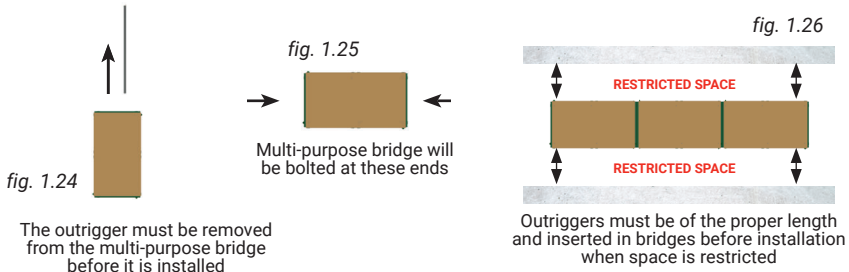 fig. 1.24
The outrigger must be removed
from the multi-purpose bridge
before it is installed
fig. 1.25
Multi-purpose bridge will
be bolted at these ends
fig. 1.26
RESTRICTED SPACE
RESTRICTED SPACE
Outriggers must be of the proper length
and inserted in bridges before installation
when space is restricted